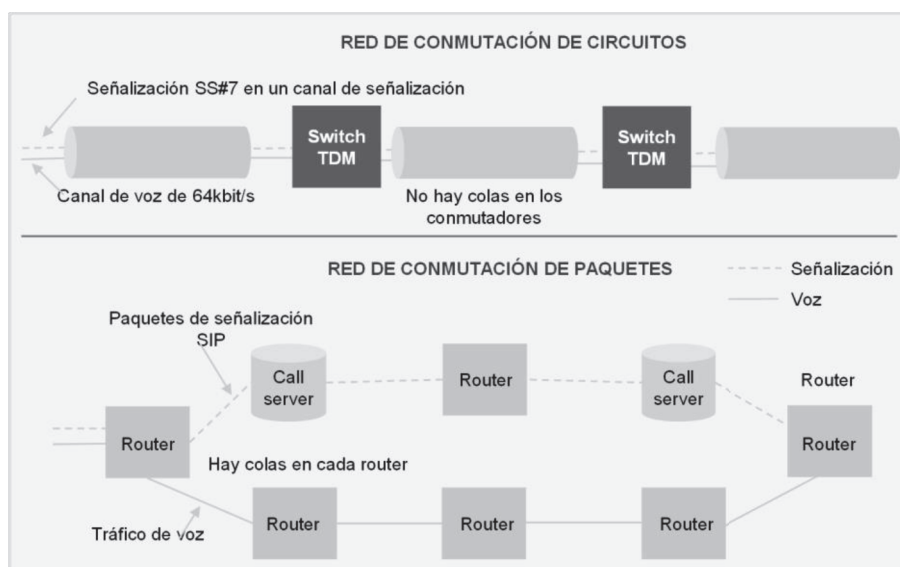 RED DE CONMUTACIÓN DE CIRCUITOS
Señalización SS#7 en un canal de señalización
Switch
TDM
Switch
TDM
Canal de voz de 64kbit/s
No hay colas en los
conmutadores
RED DE CONMUTACIÓN DE PAQUETES
Señalización
Voz
Paquetes de señalización
SIP
Call
server
Router
Call
server
Router
Router
Router
Hay colas en cada router
Tráfico de voz
Router
Router
Router